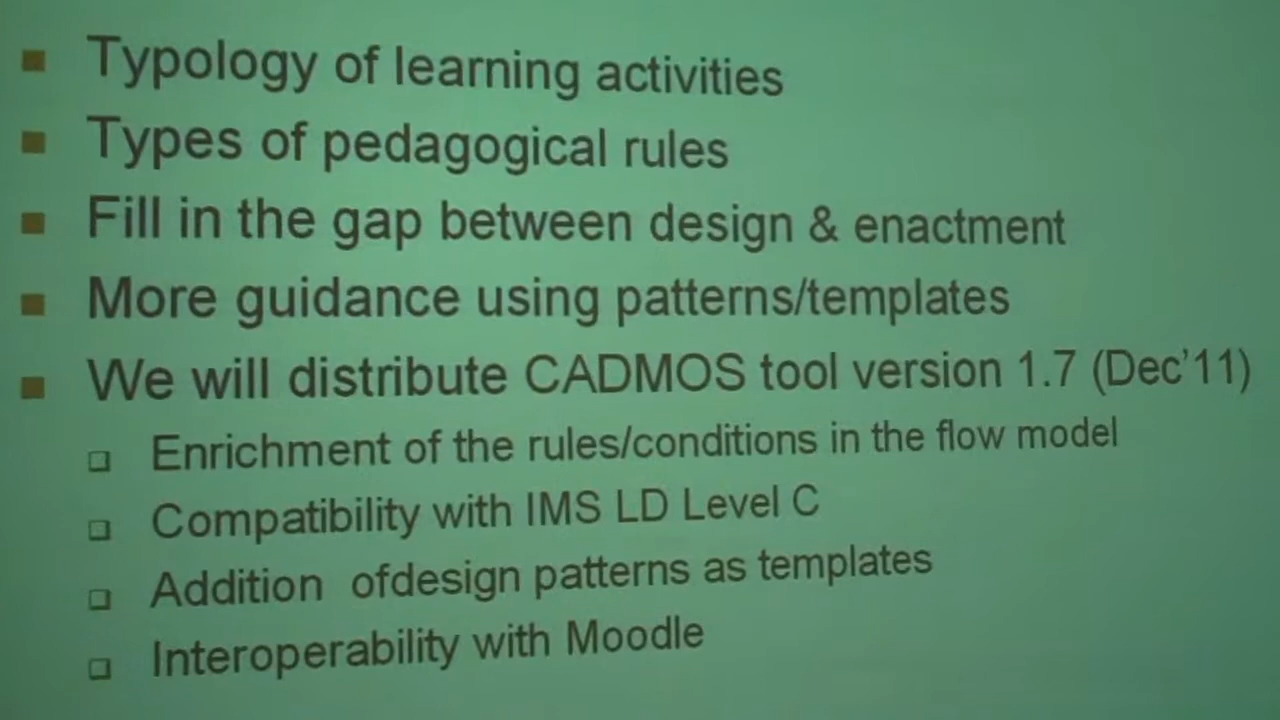 Typology of learning activities
Types of pedagogical rules
Fill in the gap between design & enactment
More guidance using patterns/templates
We will distribute CADMOS tool version 1.7 (Dec'11)
Enrichment of the rules/conditions in the flow model
Compatibility with IMS LD Level C
Addition ofdesign patterns as templates
Interoperability with Moodle